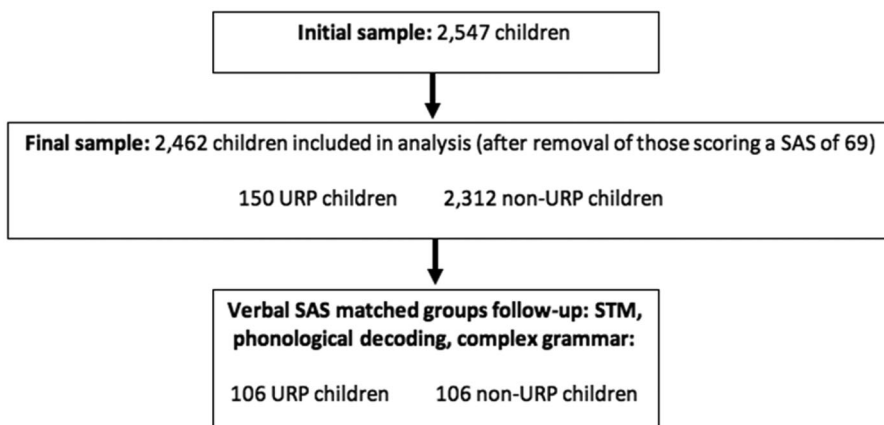 Initial sample: 2,547 children
Final sample: 2,462 children included in analysis (after removal of those scoring a SAS of 69)
150 URP children 2,312 non-URP children
Verbal SAS matched groups follow-up: STM,
phonological decoding, complex grammar:
106 URP children 106 non-URP children